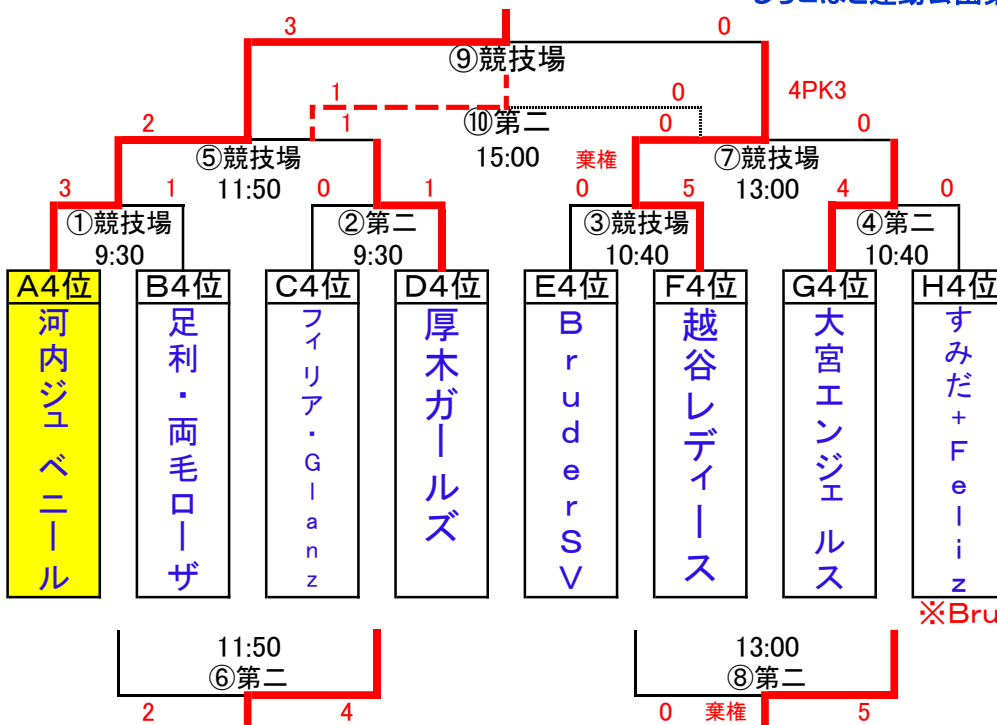 3 0
⑨競技場
1 0 4PK3
2 1 ⑩第二 0 0
⑤競技場 15:00 棄権 ⑦競技場
11:50 13:00
3 1 0 1 0 5 4 0
①競技場 ②第二 ③競技場 ④第二
9:30 9:30 10:40 10:40
A4位 B4位 C4位 D4位 E4位 F4位 G4位 H4位
河内ジュベニール
足利・両毛ローザ
フィリア・Glanz
厚木ガールズ
BruderSV
越谷レディース
大宮エンジェルス
すみだ+Feliz
※Bru
11:50 13:00
⑥第二 ⑧第二
2 4 0 棄権 5